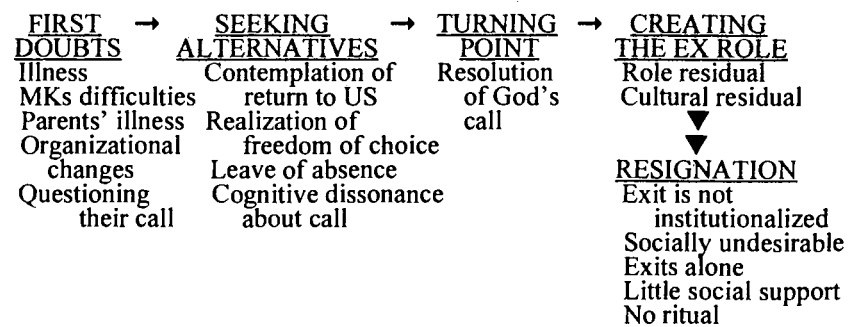 FIRST DOUBTS → SEEKING ALTERNATIVES → TURNING POINT → CREATING THE EX ROLE
Illness
MKs difficulties
Parents' illness
Organizational
changes
Questioning
their call
Contemplation of
return to US
Realization of
freedom of choice
Leave of absence
Cognitive dissonance
about call
Resolution
of God's
call
Role residual
Cultural residual
RESIGNATION
Exit is not
institutionalized
Socially undesirable
Exits alone
Little social support
No ritual